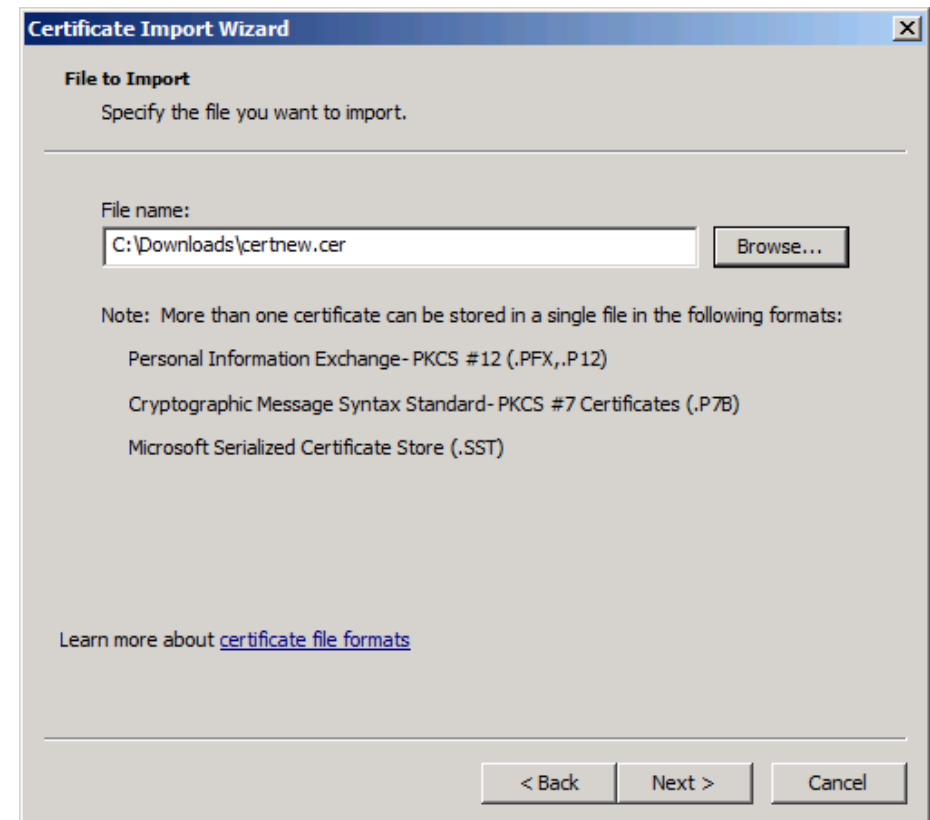 Certificate Import Wizard
File to Import
Specify the file you want to import.
File name:
C:\Downloads\certnew.cer
Browse...
Note:  More than one certificate can be stored in a single file in the following formats:
Personal Information Exchange- PKCS #12 (.PFX,.P12)
Cryptographic Message Syntax Standard- PKCS #7 Certificates (.P7B)
Microsoft Serialized Certificate Store (.SST)
Learn more about certificate file formats
< Back
Next >
Cancel